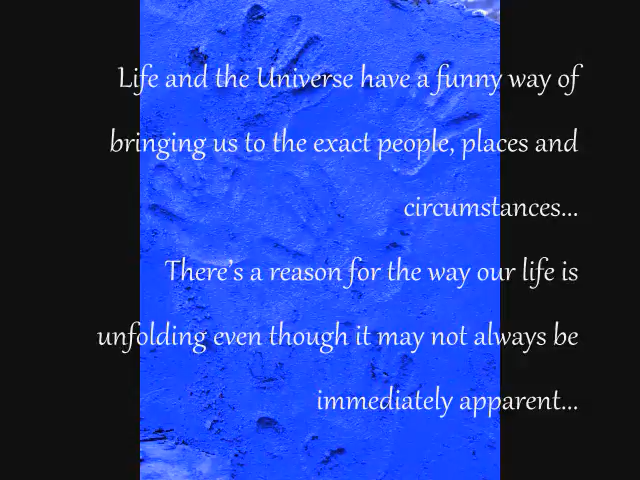 Life and the Universe have a funny way of
bringing us to the exact people, places and
circumstances...
There's a reason for the way our life is
unfolding even though it may not always be
immediately apparent...